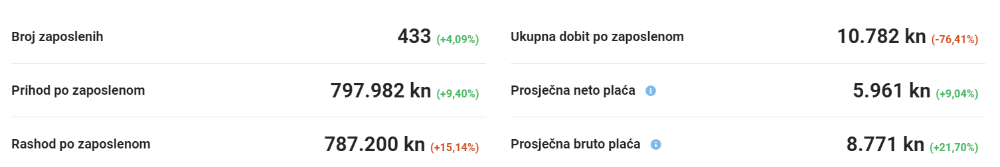 Broj zaposlenih 433 (+4,09%)
Prihod po zaposlenom 797.982 kn (+9,40%)
Rashod po zaposlenom 787.200 kn (+15,14%)
Ukupna dobit po zaposlenom 10.782 kn (-76,41%)
Prosječna neto plaća i 5.961 kn (+9,04%)
Prosječna bruto plaća i 8.771 kn (+21,70%)